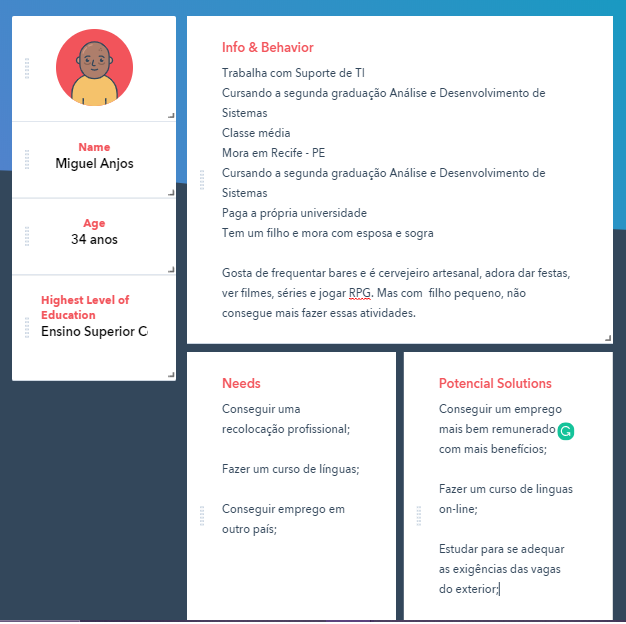 Name
Miguel Anjos
Age
34 anos
Highest Level of
Education
Ensino Superior
Info & Behavior
Trabalha com Suporte de TI
Cursando a segunda graduação Análise e Desenvolvimento de
Sistemas
Classe média
Mora em Recife - PE
Cursando a segunda graduação Análise e Desenvolvimento de
Sistemas
Paga a própria universidade
Tem um filho e mora com esposa e sogra
Gosta de frequentar bares e é cervejeiro artesanal, adora dar festas,
ver filmes, séries e jogar RPG. Mas com filho pequeno, não
consegue mais fazer essas atividades.
Needs
Conseguir uma
recolocação profissional;
Fazer um curso de línguas;
Conseguir emprego em
outro país;
Potencial Solutions
Conseguir um emprego
mais bem remunerado
com mais benefícios;
Fazer um curso de linguas
on-line;
Estudar para se adequar
as exigências das vagas
do exterior;